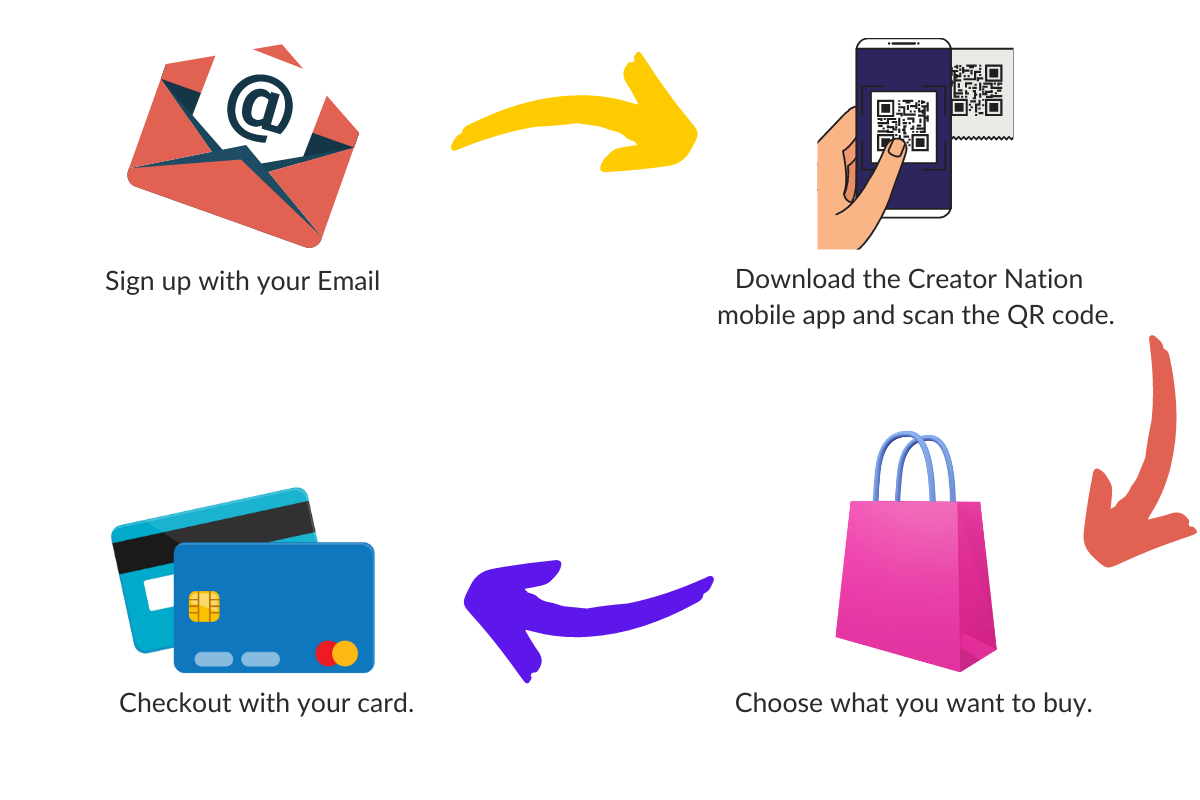 @
Sign up with your Email
Download the Creator Nation
mobile app and scan the QR code.
Checkout with your card.
Choose what you want to buy.